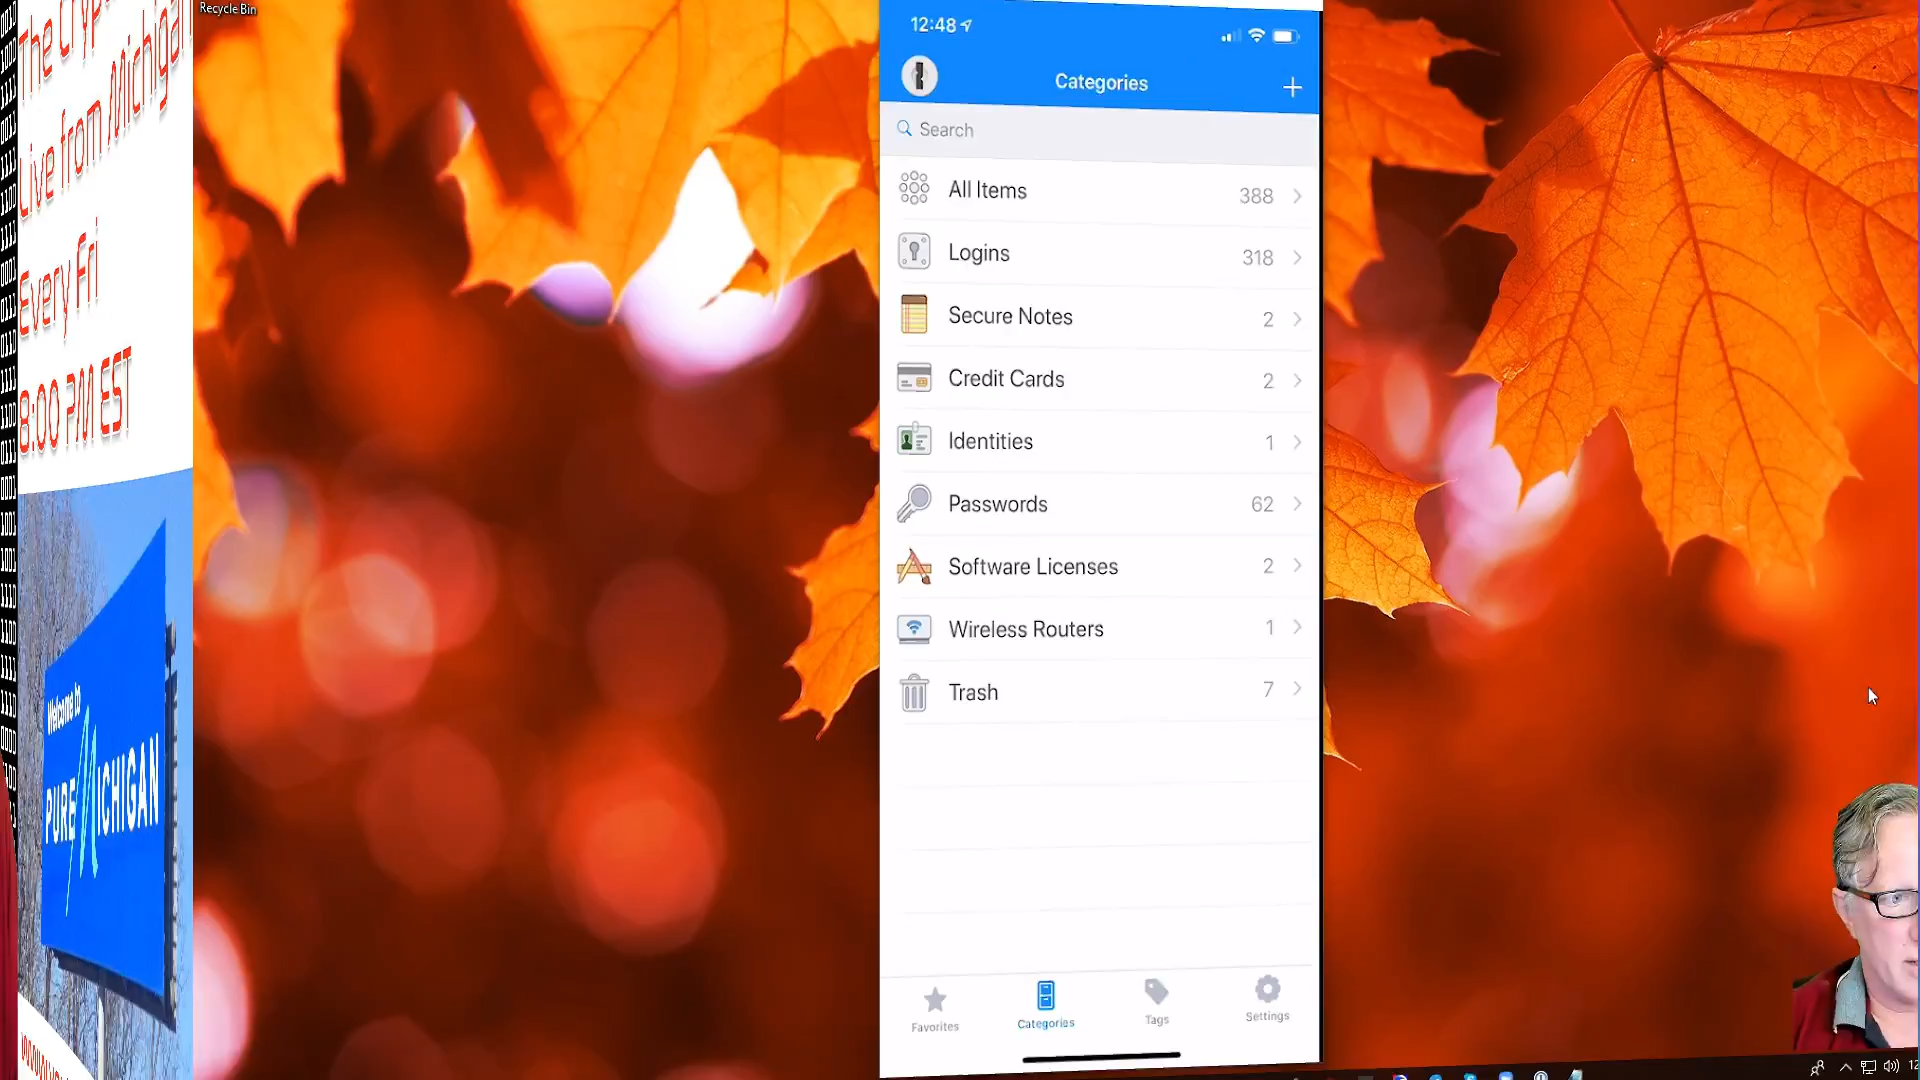 Recycle Bin
Live from Michigan
Every Fri
8:00 PM EST
Welcome to
PURE MICHIGAN
12:48
Categories
Search
All Items 388
Logins 318
Secure Notes 2
Credit Cards 2
Identities 1
Passwords 62
Software Licenses 2
Wireless Routers 1
Trash 7
Favorites
Categories
Tags
Settings